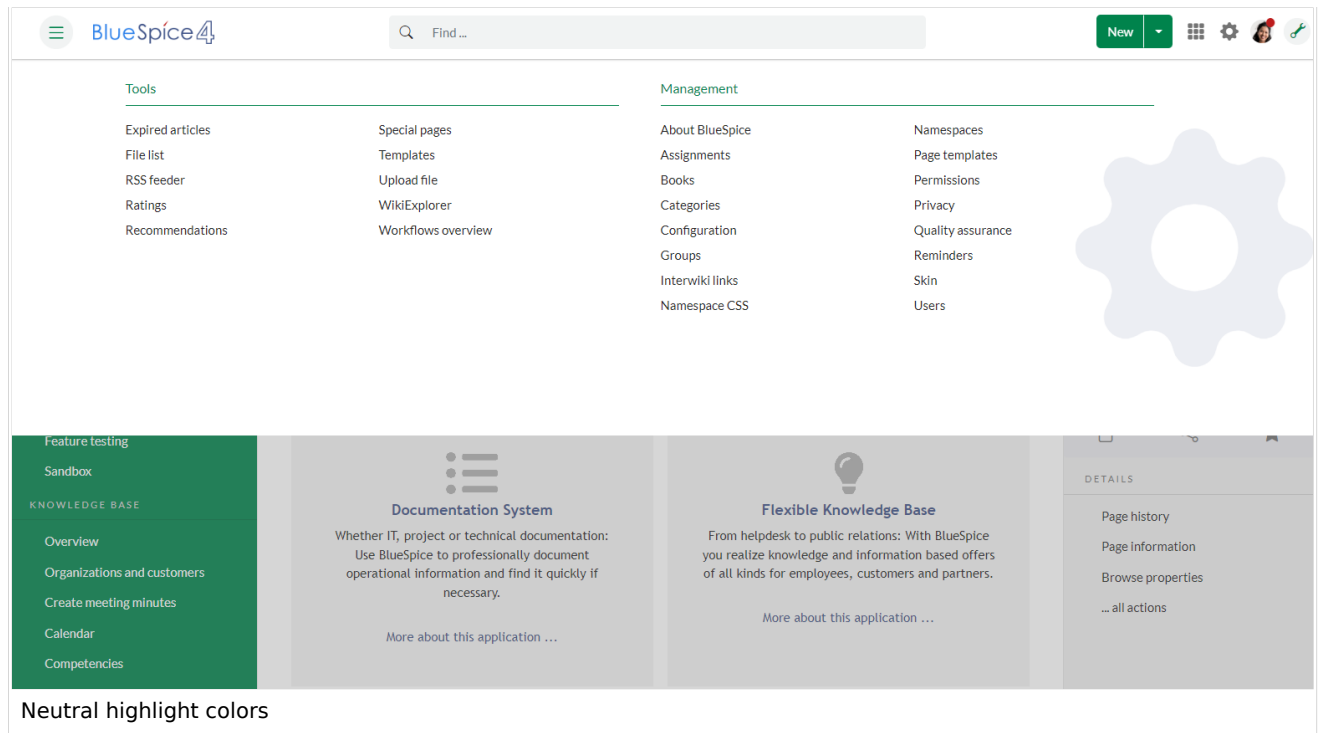 BlueSpice 4
Find ...
New
Tools
Expired articles
File list
RSS feeder
Ratings
Recommendations
Special pages
Templates
Upload file
WikiExplorer
Workflows overview
Management
About BlueSpice
Assignments
Books
Categories
Configuration
Groups
Interwiki links
Namespace CSS
Namespaces
Page templates
Permissions
Privacy
Quality assurance
Reminders
Skin
Users
Feature testing
Sandbox
KNOWLEDGE BASE
Overview
Organizations and customers
Create meeting minutes
Calendar
Competencies
Documentation System
Whether IT, project or technical documentation:
Use BlueSpice to professionally document
operational information and find it quickly if
necessary.
More about this application ...
Flexible Knowledge Base
From helpdesk to public relations: With BlueSpice
you realize knowledge and information based offers
of all kinds for employees, customers and partners.
More about this application ...
DETAILS
Page history
Page information
Browse properties
... all actions
Neutral highlight colors